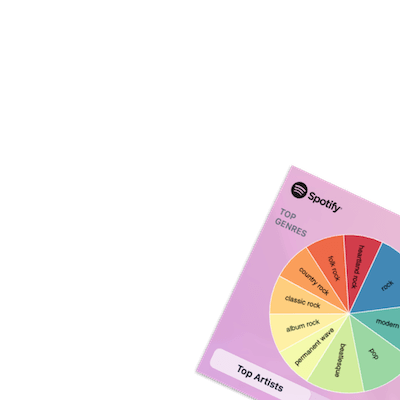 Spotify
TOP
GENRES
heartland rock
rock
modern
pop
beatlesque
permanent wave
album rock
classic rock
country rock
folk rock
Top Artists